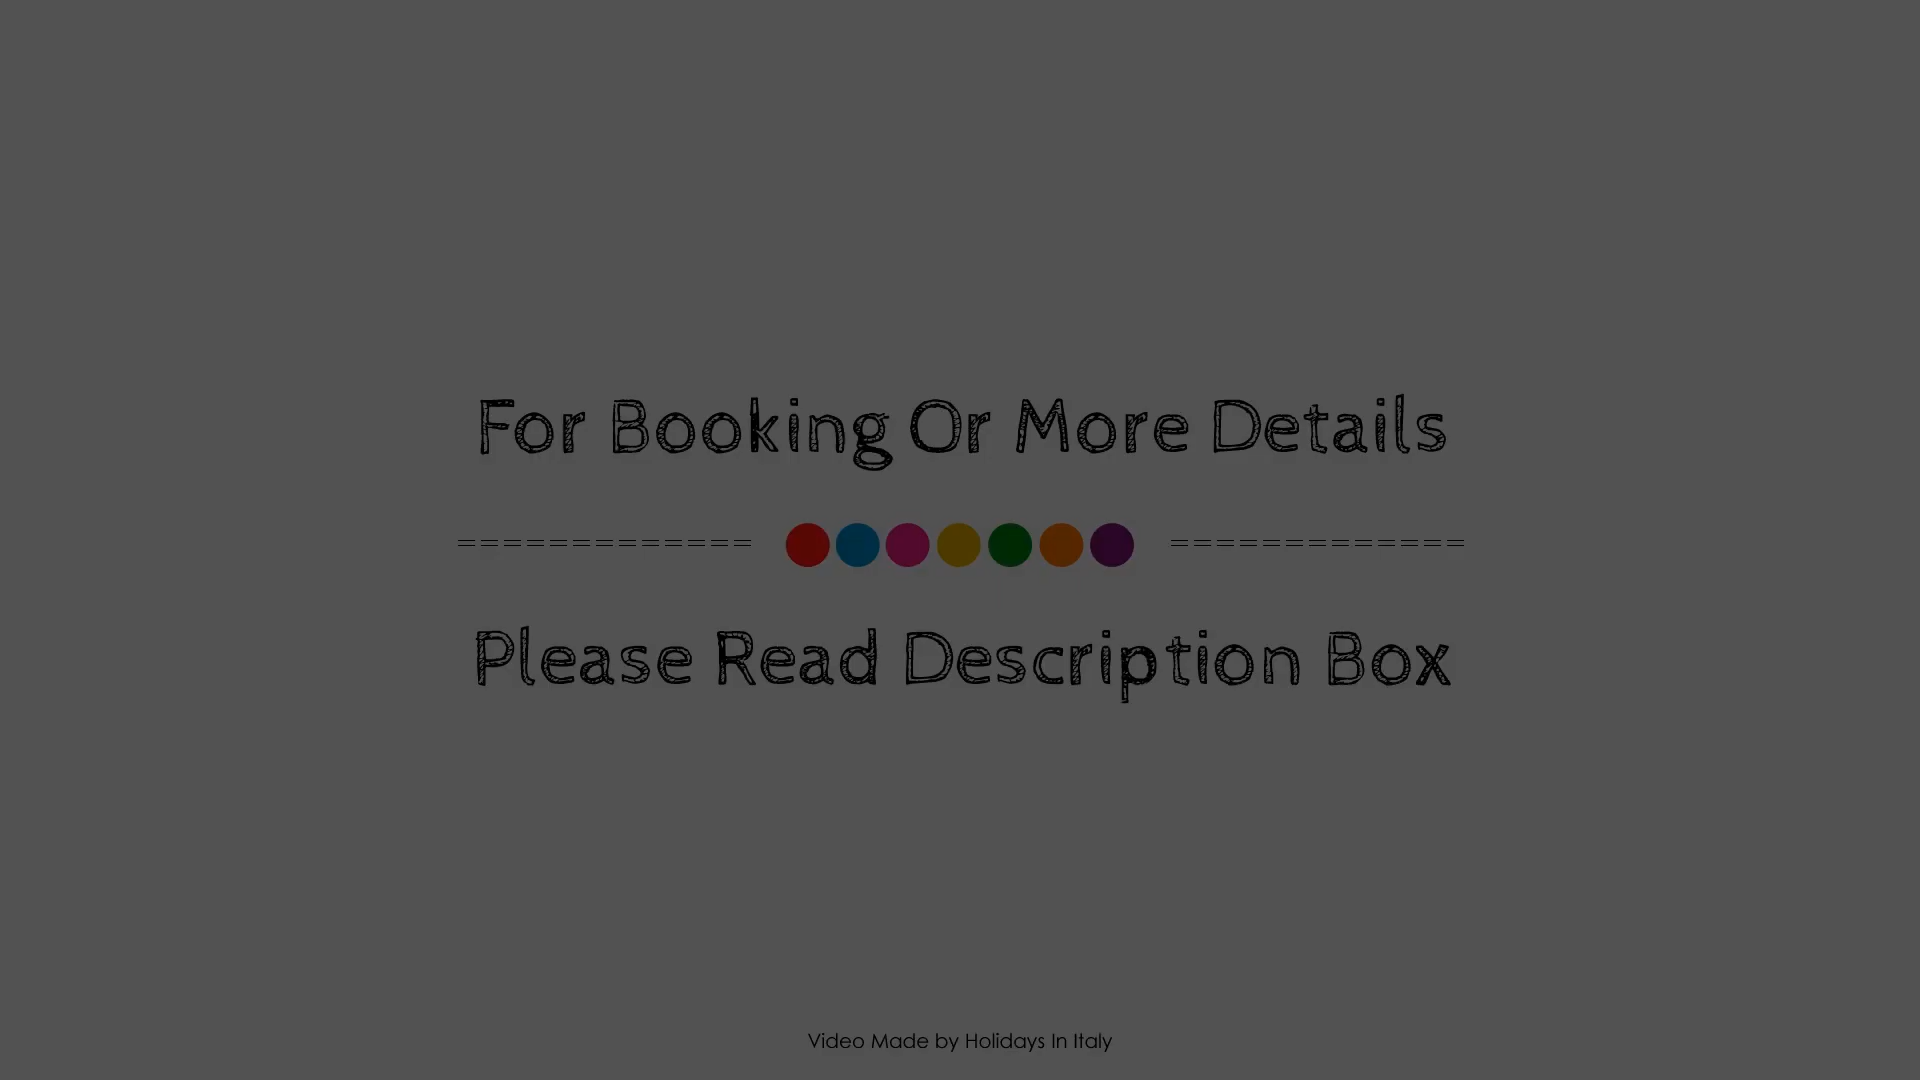 For Booking Or More Details
============= =============
Please Read Description Box
Video Made by Holidays In Italy